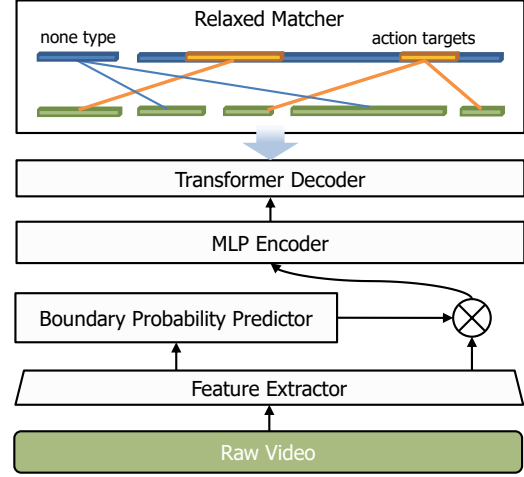 Relaxed Matcher
none type
action targets
Transformer Decoder
MLP Encoder
Boundary Probability Predictor
Feature Extractor
Raw Video